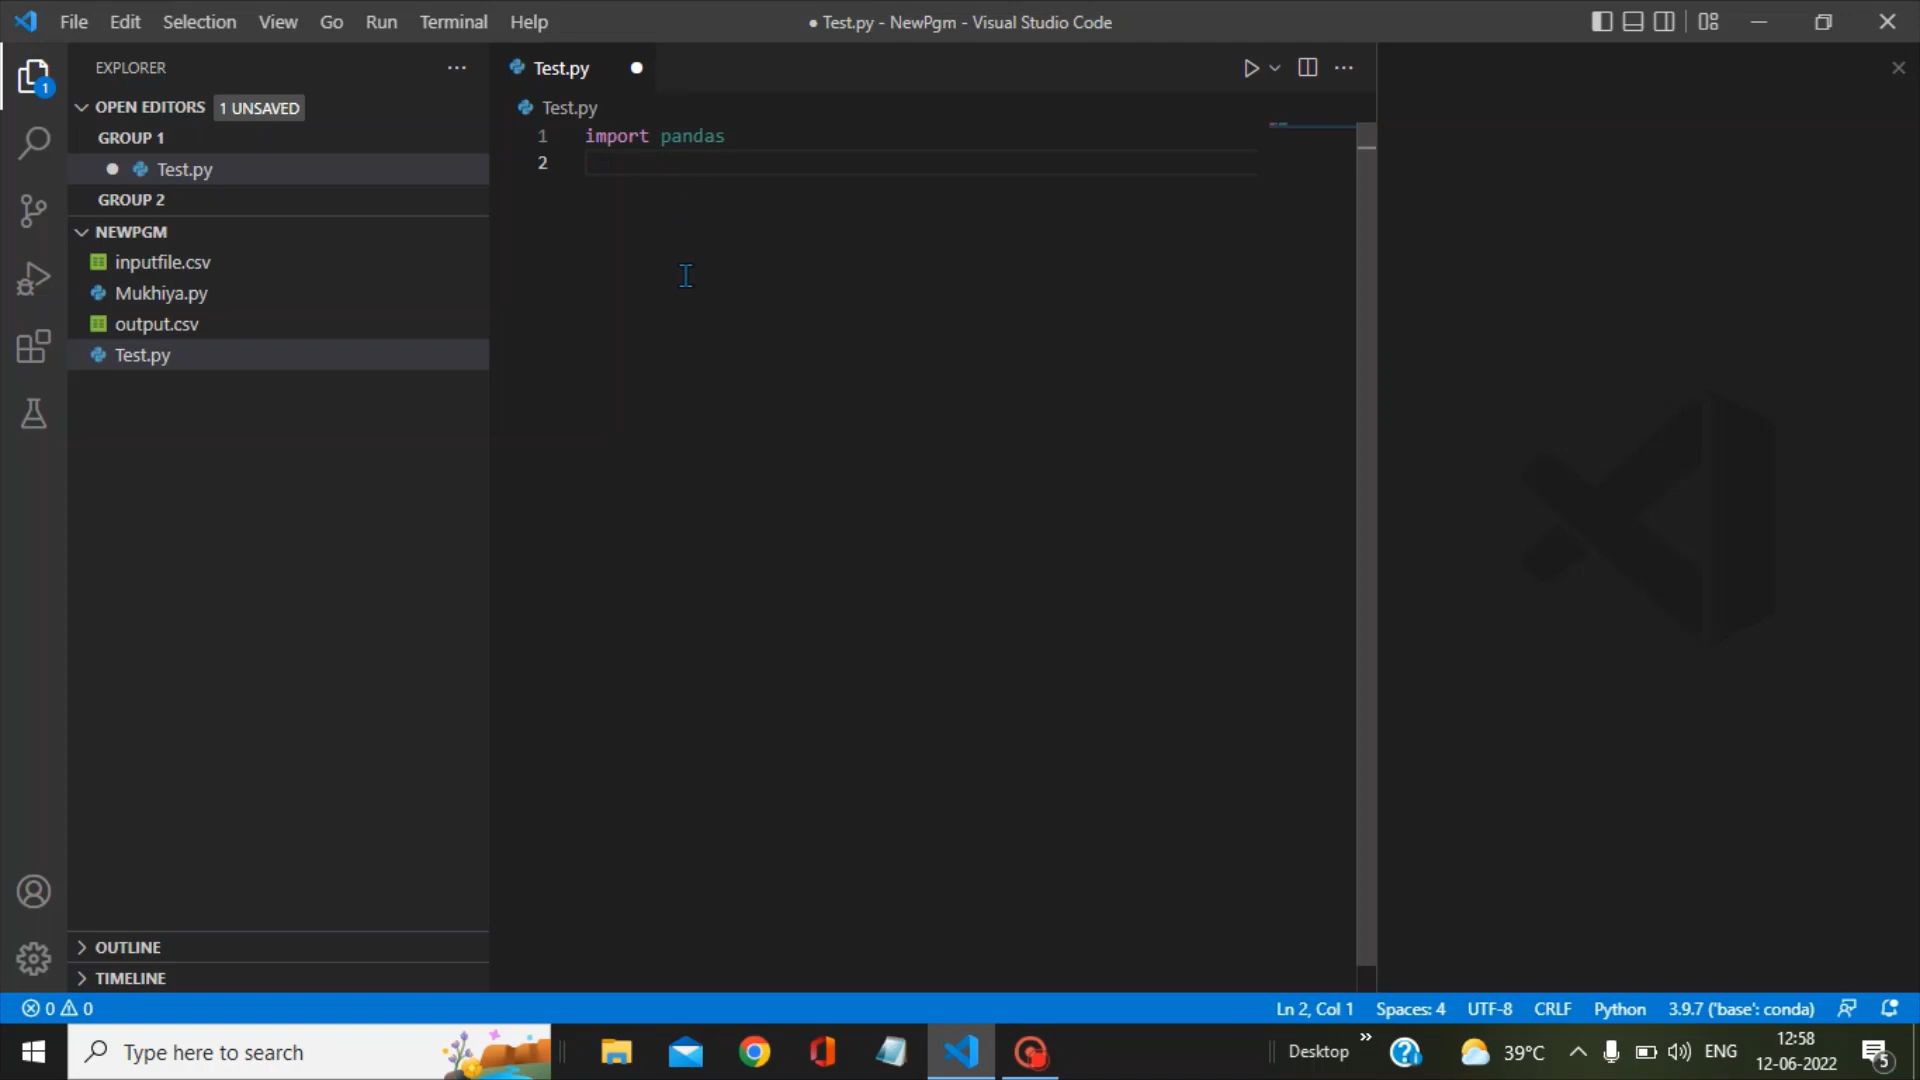 File Edit Selection View Go Run Terminal Help
● Test.py - NewPgm - Visual Studio Code
EXPLORER
1
OPEN EDITORS 1 UNSAVED
GROUP 1
Test.py
GROUP 2
NEWPGM
inputfile.csv
Mukhiya.py
output.csv
Test.py
OUTLINE
TIMELINE
Test.py
Test.py
1 import pandas
2
0 0
Ln 2, Col 1 Spaces: 4 UTF-8 CRLF Python 3.9.7 ('base': conda)
Type here to search
Desktop
39°C
ENG
12:58
12-06-2022
5